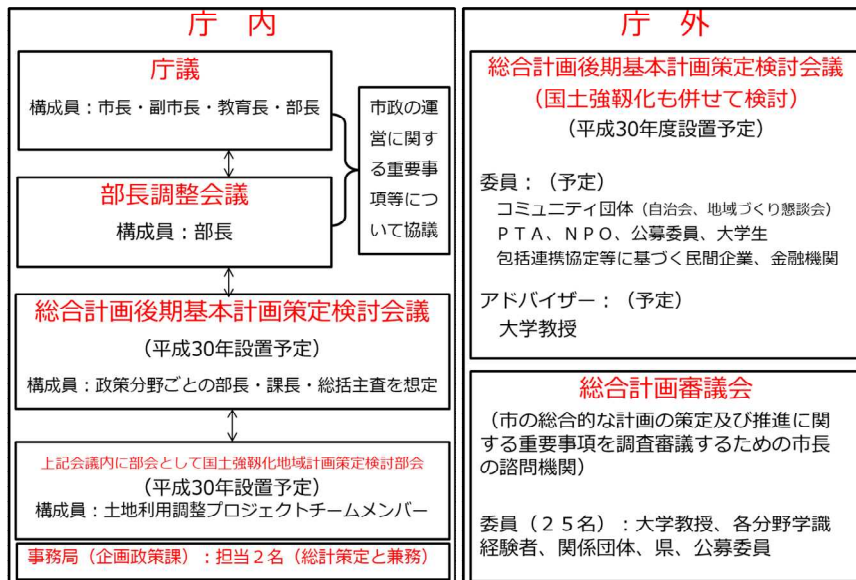 庁　内
庁議
構成員：市長・副市長・教育長・部長
市政の運
営に関す
る重要事
項等につ
いて協議
部長調整会議
構成員：部長
総合計画後期基本計画策定検討会議
（平成30年設置予定）
構成員：政策分野ごとの部長・課長・総括主査を想定
上記会議内に部会として国土強靱化地域計画策定検討部会
（平成30年設置予定）
構成員：土地利用調整プロジェクトチームメンバー
事務局（企画政策課）：担当２名（総計策定と兼務）
庁　外
総合計画後期基本計画策定検討会議
（国土強靱化も併せて検討）
（平成30年度設置予定）
委員：（予定）
コミュニティ団体（自治会、地域づくり懇談会）
ＰＴＡ、ＮＰＯ、公募委員、大学生
包括連携協定等に基づく民間企業、金融機関
アドバイザー：（予定）
大学教授
総合計画審議会
（市の総合的な計画の策定及び推進に関
する重要事項を調査審議するための市長
の諮問機関）
委員（２５名）：大学教授、各分野学識
経験者、関係団体、県、公募委員